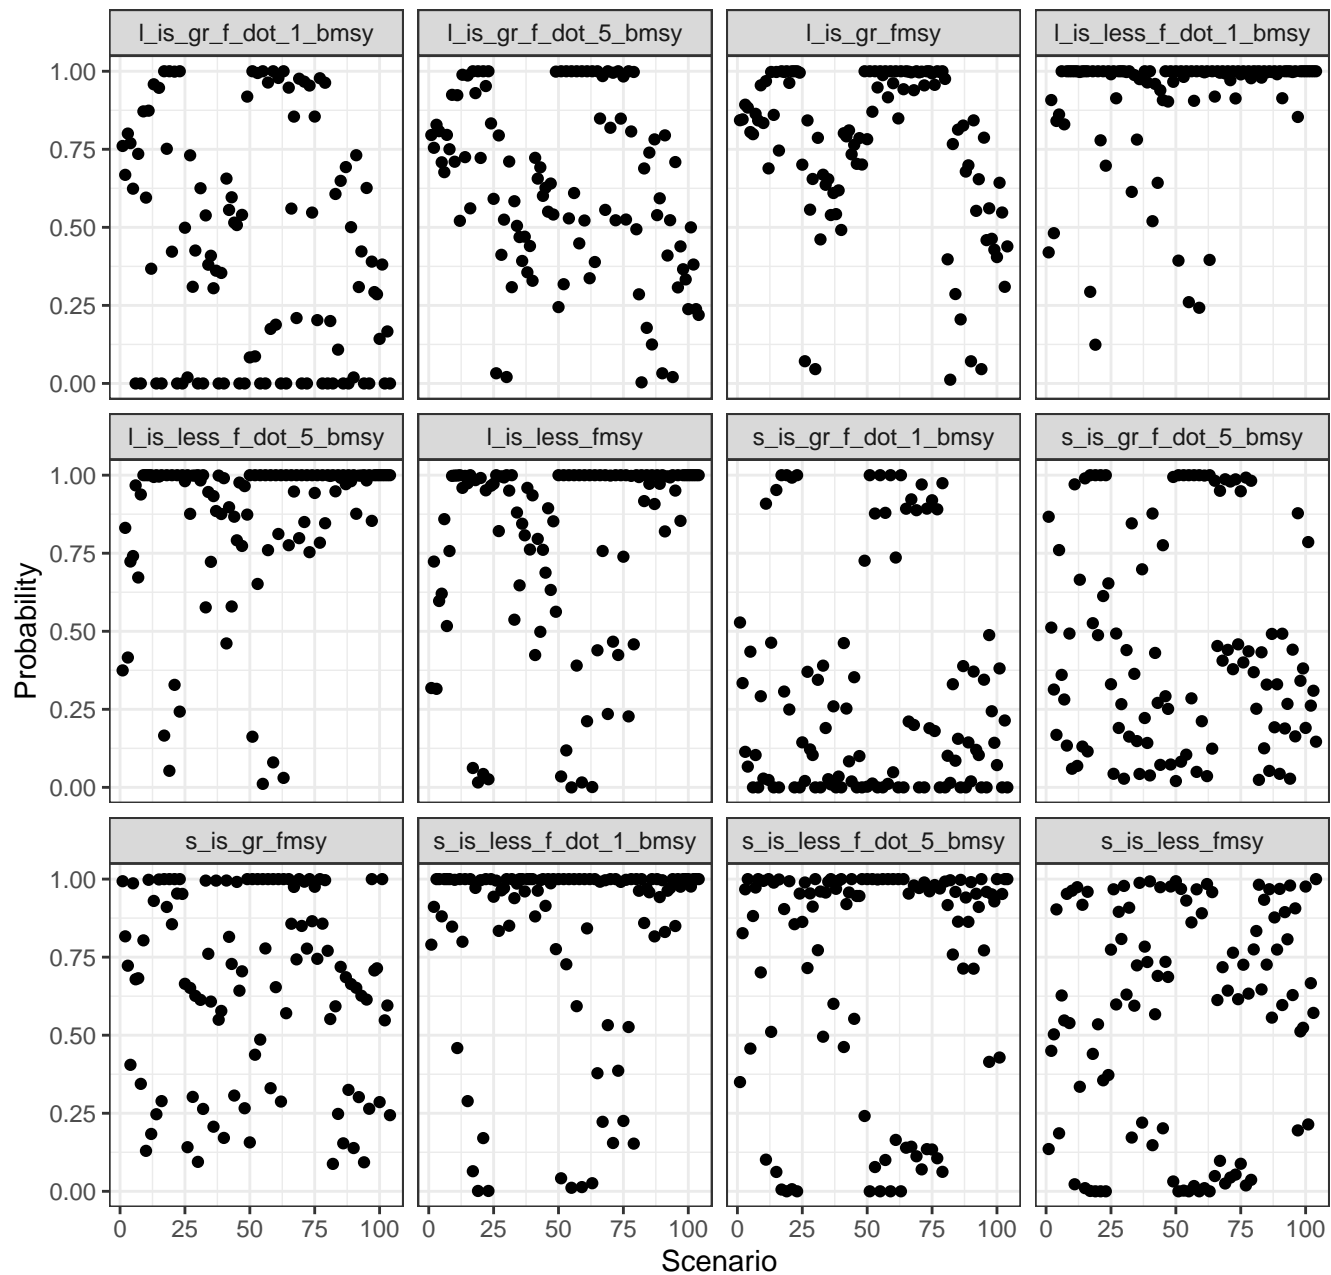 l_is_gr_f_dot_1_bmsy
l_is_gr_f_dot_5_bmsy
l_is_gr_fmsy
l_is_less_f_dot_1_bmsy
1.00
0.75
0.50
0.25
0.00
l_is_less_f_dot_5_bmsy
l_is_less_fmsy
s_is_gr_f_dot_1_bmsy
s_is_gr_f_dot_5_bmsy
1.00
0.75
0.50
0.25
0.00
Probability
s_is_gr_fmsy
s_is_less_f_dot_1_bmsy
s_is_less_f_dot_5_bmsy
s_is_less_fmsy
1.00
0.75
0.50
0.25
0.00
0 25 50 75 100
0 25 50 75 100
0 25 50 75 100
0 25 50 75 100
Scenario